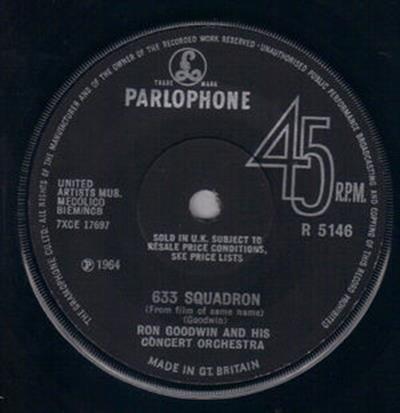 THE GRAMOPHONE CO. LTD. · ALL RIGHTS OF THE MANUFACTURER AND OF THE OWNER OF THE RECORDED WORK RESERVED · UNAUTHORISED PUBLIC PERFORMANCE BROADCASTING AND COPYING OF THIS RECORD PROHIBITED
£
TRADE MARK
PARLOPHONE
45
R.P.M.
R 5146
UNITED
ARTISTS MUS.
MECOLICO
BIEM/NCB
7XCE 17697
SOLD IN U.K. SUBJECT TO
RESALE PRICE CONDITIONS,
SEE PRICE LISTS
Ⓟ 1964
633 SQUADRON
(From film of same name)
(Goodwin)
RON GOODWIN AND HIS
CONCERT ORCHESTRA
MADE IN GT. BRITAIN